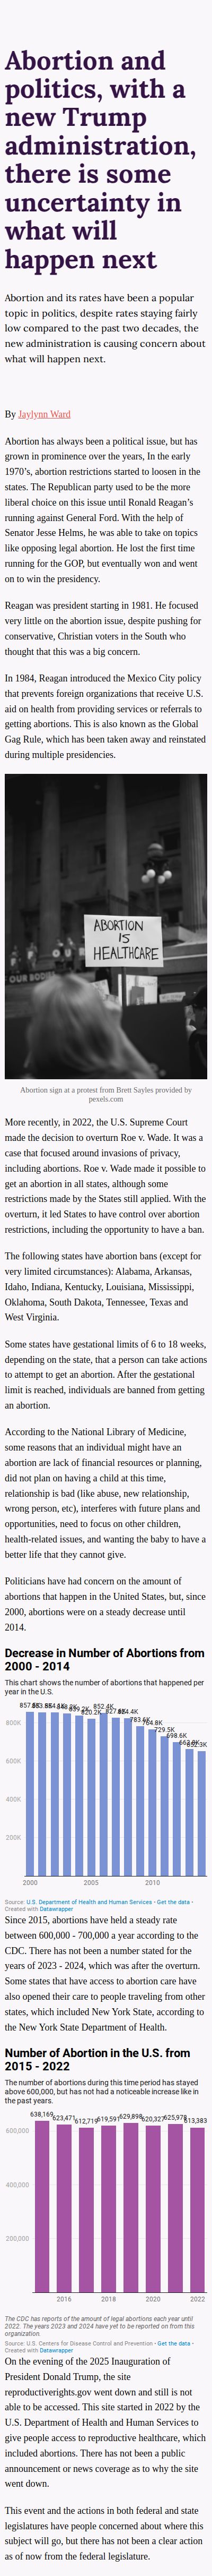 Abortion and
politics, with a
new Trump
administration,
there is some
uncertainty in
what will
happen next
Abortion and its rates have been a popular
topic in politics, despite rates staying fairly
low compared to the past two decades, the
new administration is causing concern about
what will happen next.
By Jaylynn Ward
Abortion has always been a political issue, but has
grown in prominence over the years, In the early
1970's, abortion restrictions started to loosen in the
states. The Republican party used to be the more
liberal choice on this issue until Ronald Reagan's
running against General Ford. With the help of
Senator Jesse Helms, he was able to take on topics
like opposing legal abortion. He lost the first time
running for the GOP, but eventually won and went
on to win the presidency.
Reagan was president starting in 1981. He focused
very little on the abortion issue, despite pushing for
conservative, Christian voters in the South who
thought that this was a big concern.
In 1984, Reagan introduced the Mexico City policy
that prevents foreign organizations that receive U.S.
aid on health from providing services or referrals to
getting abortions. This is also known as the Global
Gag Rule, which has been taken away and reinstated
during multiple presidencies.
ABORTION
IS
HEALTHCARE
OUR BODIES
Abortion sign at a protest from Brett Sayles provided by
pexels.com
More recently, in 2022, the U.S. Supreme Court
made the decision to overturn Roe v. Wade. It was a
case that focused around invasions of privacy,
including abortions. Roe v. Wade made it possible to
get an abortion in all states, although some
restrictions made by the States still applied. With the
overturn, it led States to have control over abortion
restrictions, including the opportunity to have a ban.
The following states have abortion bans (except for
very limited circumstances): Alabama, Arkansas,
Idaho, Indiana, Kentucky, Louisiana, Mississippi,
Oklahoma, South Dakota, Tennessee, Texas and
West Virginia.
Some states have gestational limits of 6 to 18 weeks,
depending on the state, that a person can take actions
to attempt to get an abortion. After the gestational
limit is reached, individuals are banned from getting
an abortion.
According to the National Library of Medicine,
some reasons that an individual might have an
abortion are lack of financial resources or planning,
did not plan on having a child at this time,
relationship is bad (like abuse, new relationship,
wrong person, etc), interferes with future plans and
opportunities, need to focus on other children,
health-related issues, and wanting the baby to have a
better life that they cannot give.
Politicians have had concern on the amount of
abortions that happen in the United States, but, since
2000, abortions were on a steady decrease until
2014.
Decrease in Number of Abortions from
2000 - 2014
This chart shows the number of abortions that happened per
year in the U.S.
820.2K 852.4K
783.6K 764.8K 729.5K 698.6K 652.3K
800K
600K
400K
200K
2000 2005 2010
Source: U.S. Department of Health and Human Services · Get the data ·
Created with Datawrapper
Since 2015, abortions have held a steady rate
between 600,000 - 700,000 a year according to the
CDC. There has not been a number stated for the
years of 2023 - 2024, which was after the overturn.
Some states that have access to abortion care have
also opened their care to people traveling from other
states, which included New York State, according to
the New York State Department of Health.
Number of Abortion in the U.S. from
2015 - 2022
The number of abortions during this time period has stayed
above 600,000, but has not had a noticeable increase like in
the past years.
638,169 623,471 612,719 619,591 629,898 620,327 625,978 613,383
600,000
400,000
200,000
2016 2018 2020 2022
The CDC has reports of the amount of legal abortions each year until
2022. The years 2023 and 2024 have yet to be reported on from this
organization.
Source: U.S. Centers for Disease Control and Prevention · Get the data ·
Created with Datawrapper
On the evening of the 2025 Inauguration of
President Donald Trump, the site
reproductiverights.gov went down and still is not
able to be accessed. This site started in 2022 by the
U.S. Department of Health and Human Services to
give people access to reproductive healthcare, which
included abortions. There has not been a public
announcement or news coverage as to why the site
went down.
This event and the actions in both federal and state
legislatures have people concerned about where this
subject will go, but there has not been a clear action
as of now from the federal legislature.